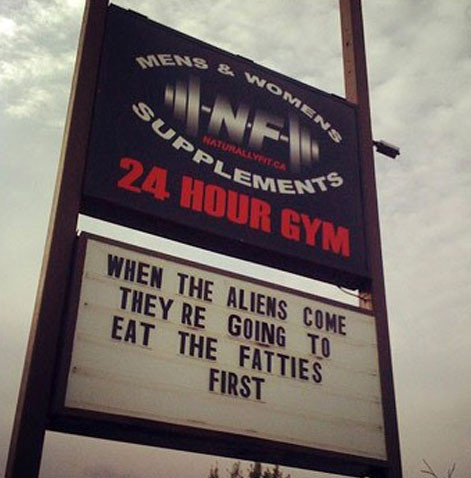 MENS & WOMENS
-N-F-
NATURALLYFIT.CA
SUPPLEMENTS
24 HOUR GYM
WHEN THE ALIENS COME
THEY'RE GOING TO
EAT THE FATTIES
FIRST